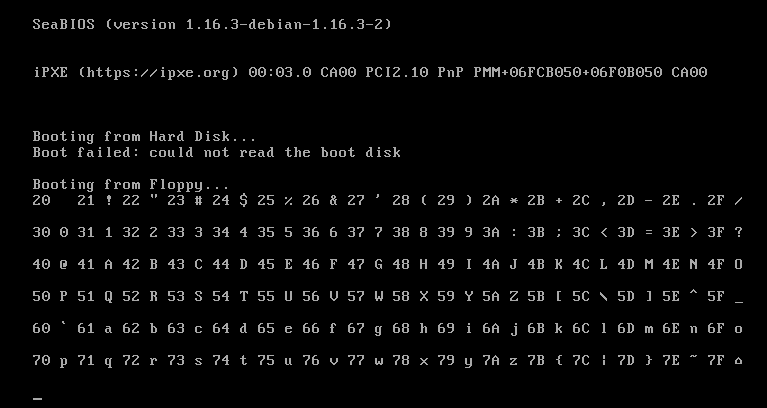 SeaBIOS (version 1.16.3-debian-1.16.3-2)
iPXE (https://ipxe.org) 00:03.0 CA00 PCI2.10 PnP PMM+06FCB050+06F0B050 CA00
Booting from Hard Disk...
Boot failed: could not read the boot disk
Booting from Floppy...
20   21 ! 22 " 23 # 24 $ 25 % 26 & 27 ' 28 ( 29 ) 2A * 2B + 2C , 2D - 2E . 2F /
30 0 31 1 32 2 33 3 34 4 35 5 36 6 37 7 38 8 39 9 3A : 3B ; 3C < 3D = 3E > 3F ?
40 @ 41 A 42 B 43 C 44 D 45 E 46 F 47 G 48 H 49 I 4A J 4B K 4C L 4D M 4E N 4F O
50 P 51 Q 52 R 53 S 54 T 55 U 56 V 57 W 58 X 59 Y 5A Z 5B [ 5C \ 5D ] 5E ^ 5F _
60 ` 61 a 62 b 63 c 64 d 65 e 66 f 67 g 68 h 69 i 6A j 6B k 6C l 6D m 6E n 6F o
70 p 71 q 72 r 73 s 74 t 75 u 76 v 77 w 78 x 79 y 7A z 7B { 7C ¦ 7D } 7E ~ 7F ⌂
_